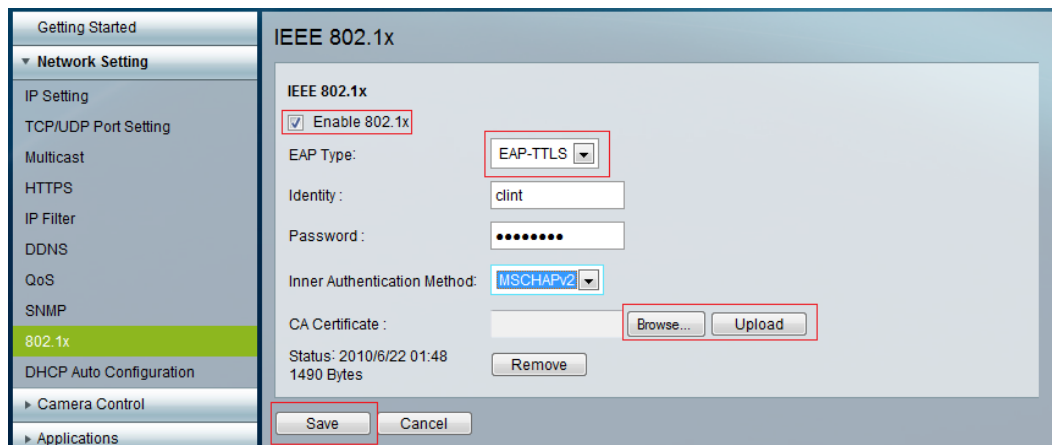 Getting Started
Network Setting
IP Setting
TCP/UDP Port Setting
Multicast
HTTPS
IP Filter
DDNS
QoS
SNMP
802.1x
DHCP Auto Configuration
Camera Control
Applications
IEEE 802.1x
IEEE 802.1x
Enable 802.1x
EAP Type: EAP-TTLS
Identity : clint
Password : ••••••••
Inner Authentication Method: MSCHAPv2
CA Certificate : Browse... Upload
Status: 2010/6/22 01:48
1490 Bytes
Remove
Save Cancel